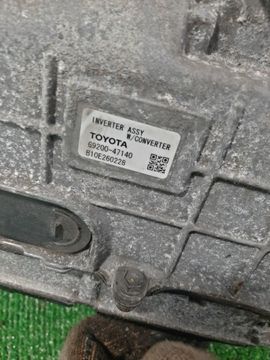 INVERTER ASSY
W/CONVERTER
TOYOTA
G9200-47140
B10E260228